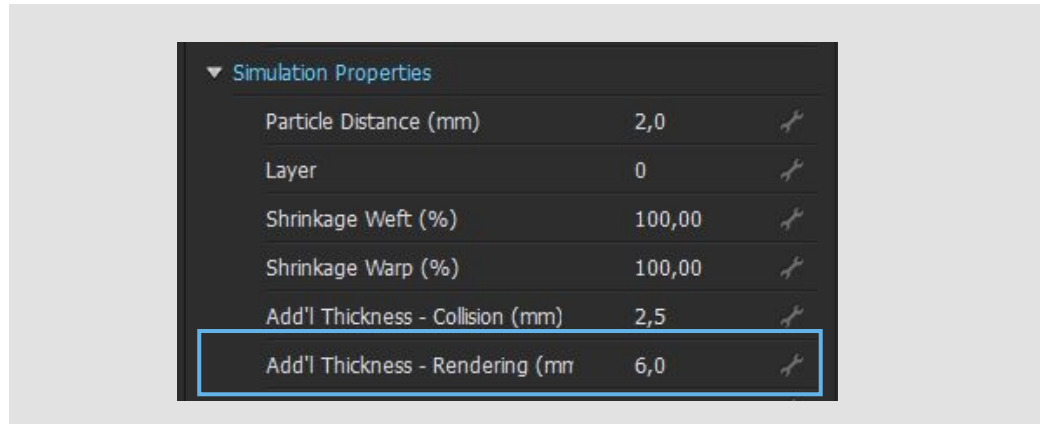 Simulation Properties
Particle Distance (mm) 2,0
Layer 0
Shrinkage Weft (%) 100,00
Shrinkage Warp (%) 100,00
Add'l Thickness - Collision (mm) 2,5
Add'l Thickness - Rendering (mm 6,0